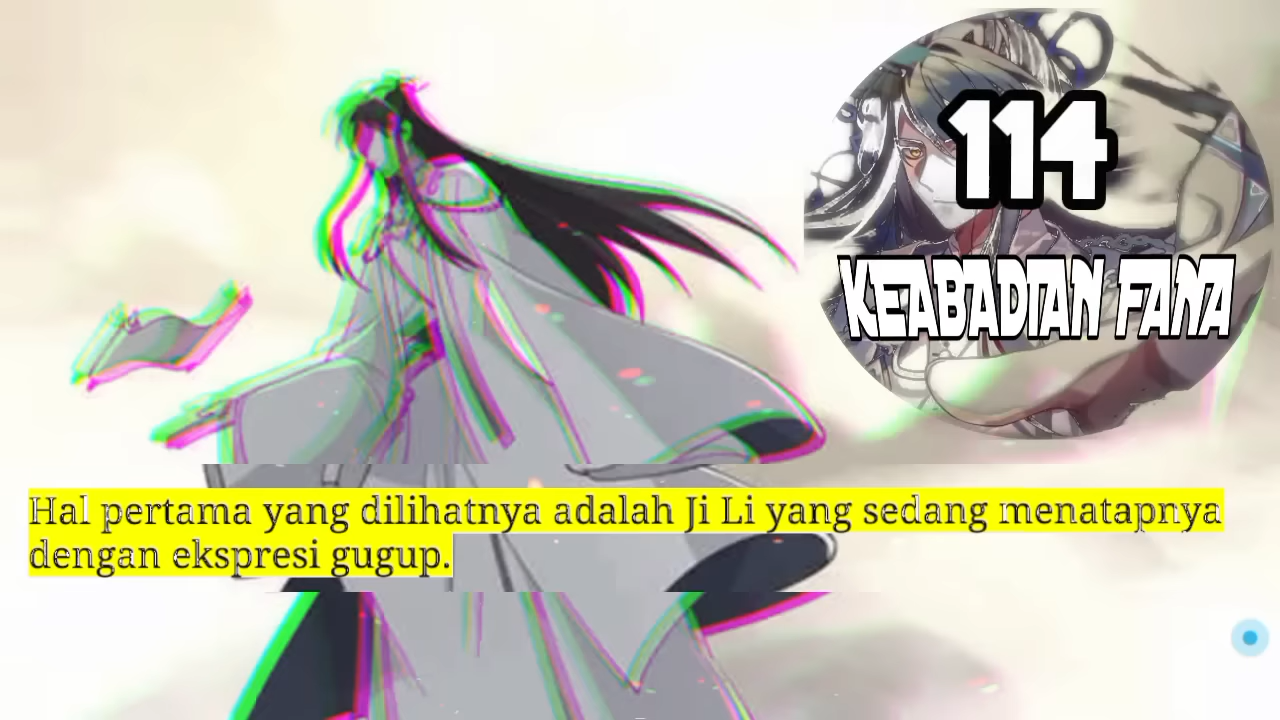 114
KEABADIAN FANA
Hal pertama yang dilihatnya adalah Ji Li yang sedang menatapnya
dengan ekspresi gugup.